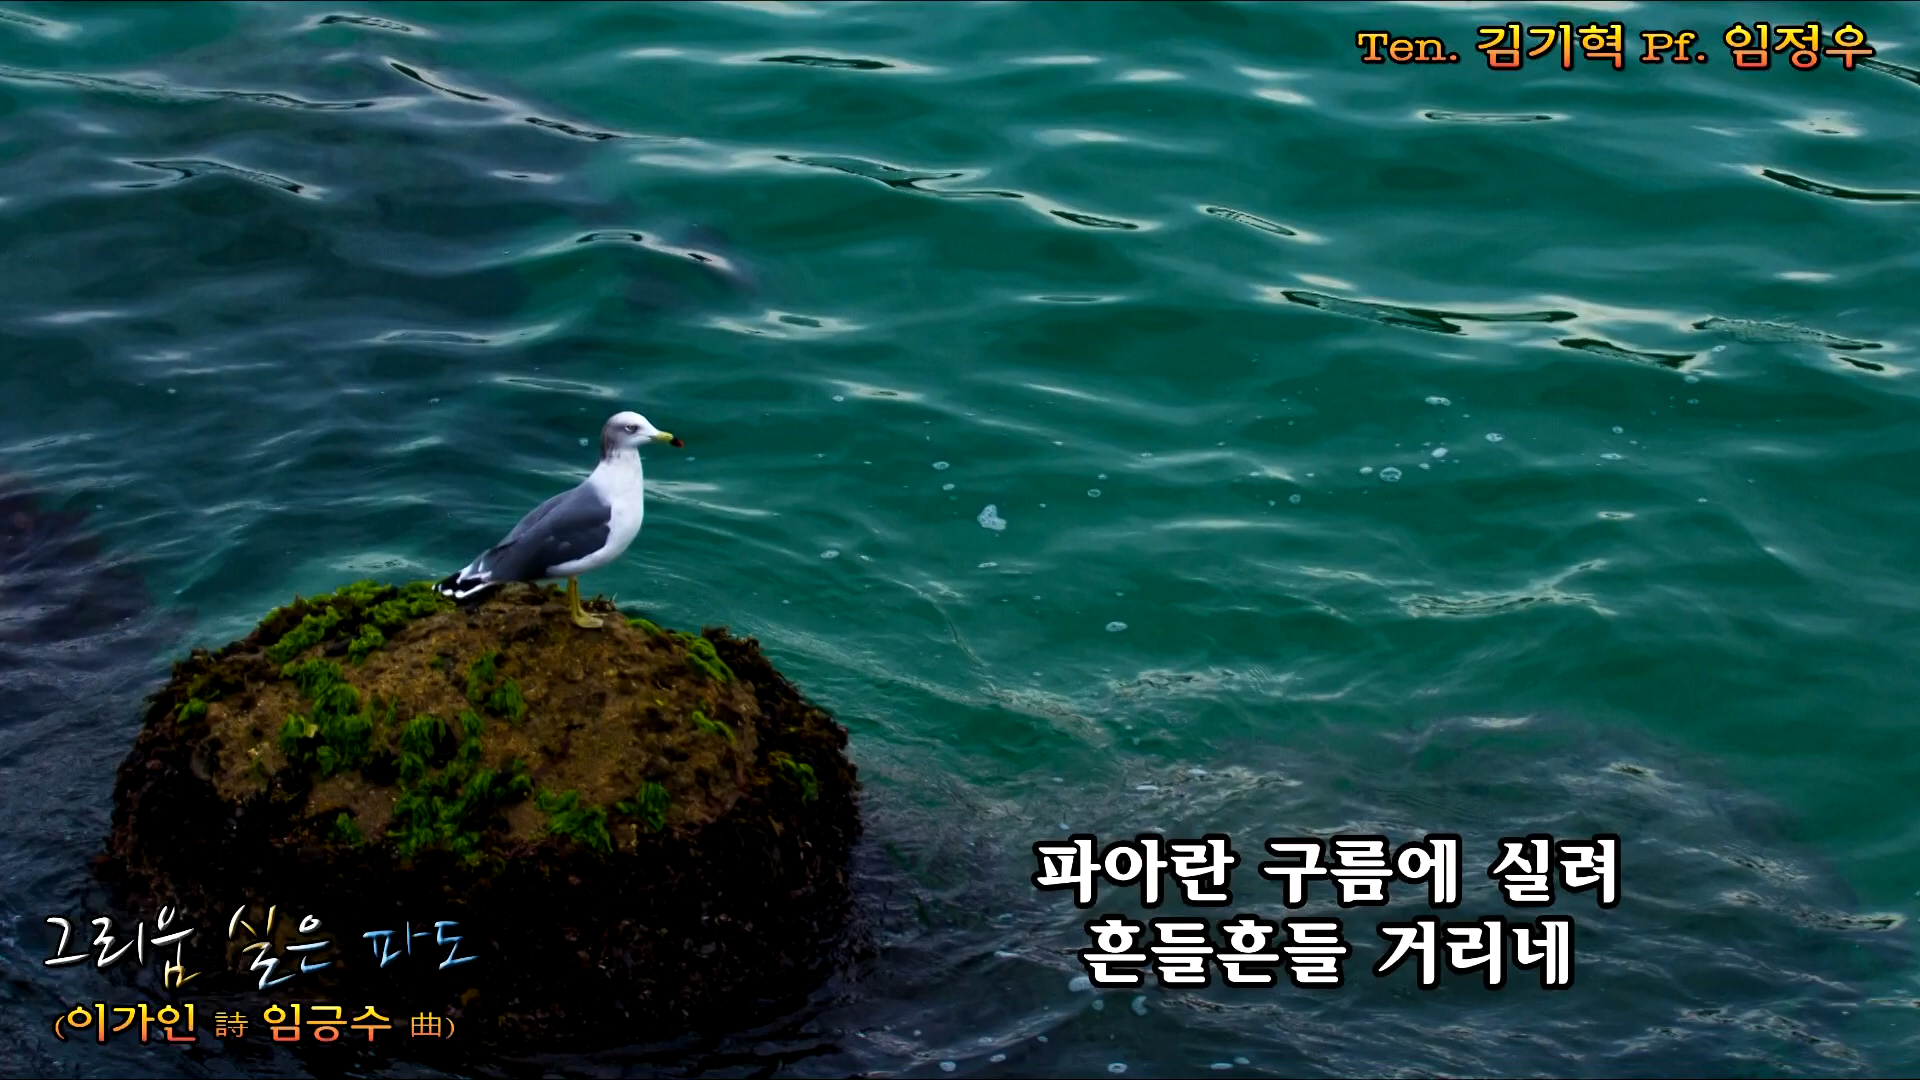 Ten. 김기혁 Pf. 임정우
파아란 구름에 실려
흔들흔들 거리네
그리움 실은 파도
(이가인 詩 임긍수 曲)